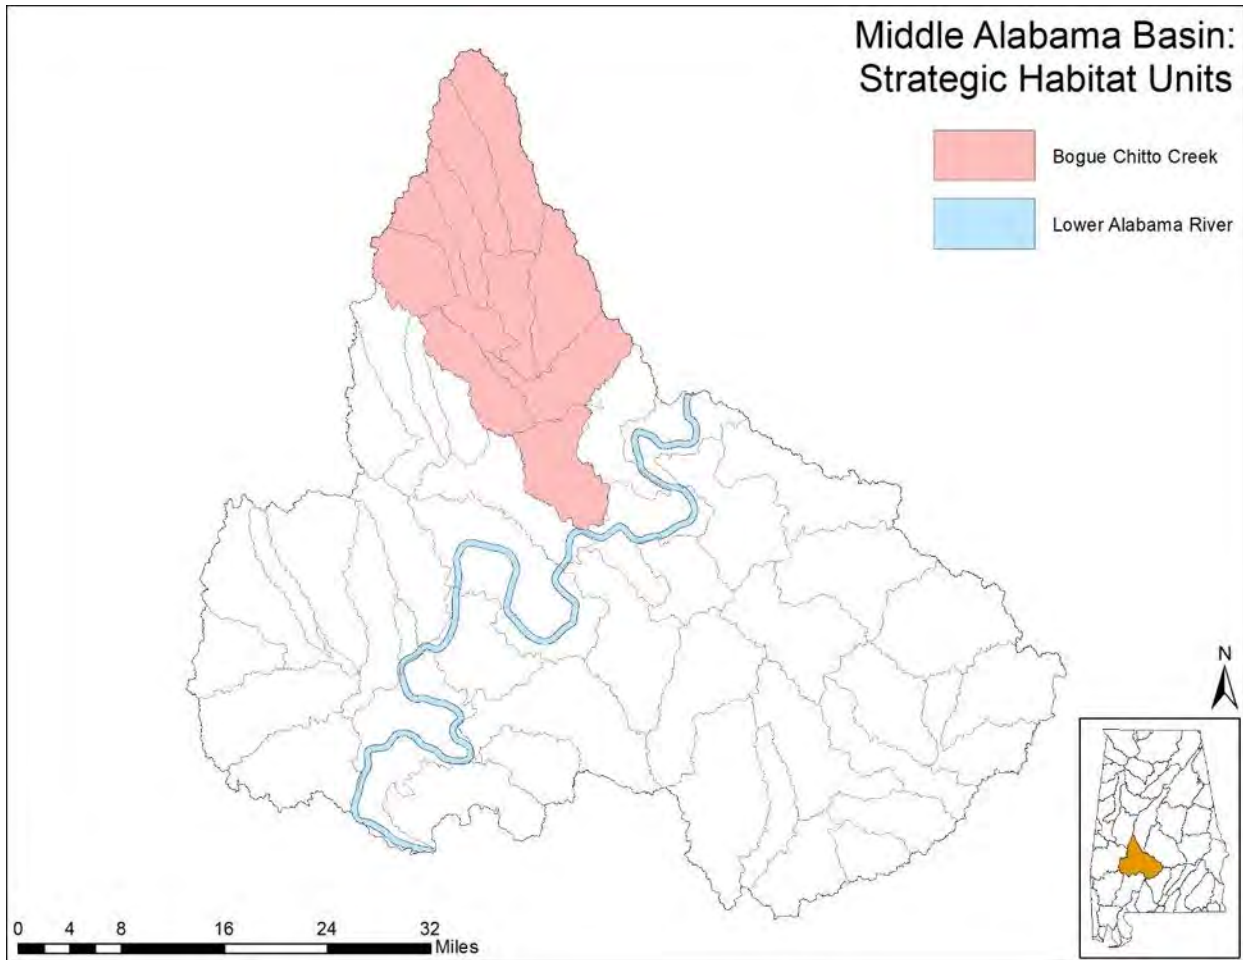 Middle Alabama Basin:
Strategic Habitat Units
Bogue Chitto Creek
Lower Alabama River
N
0 4 8 16 24 32
Miles